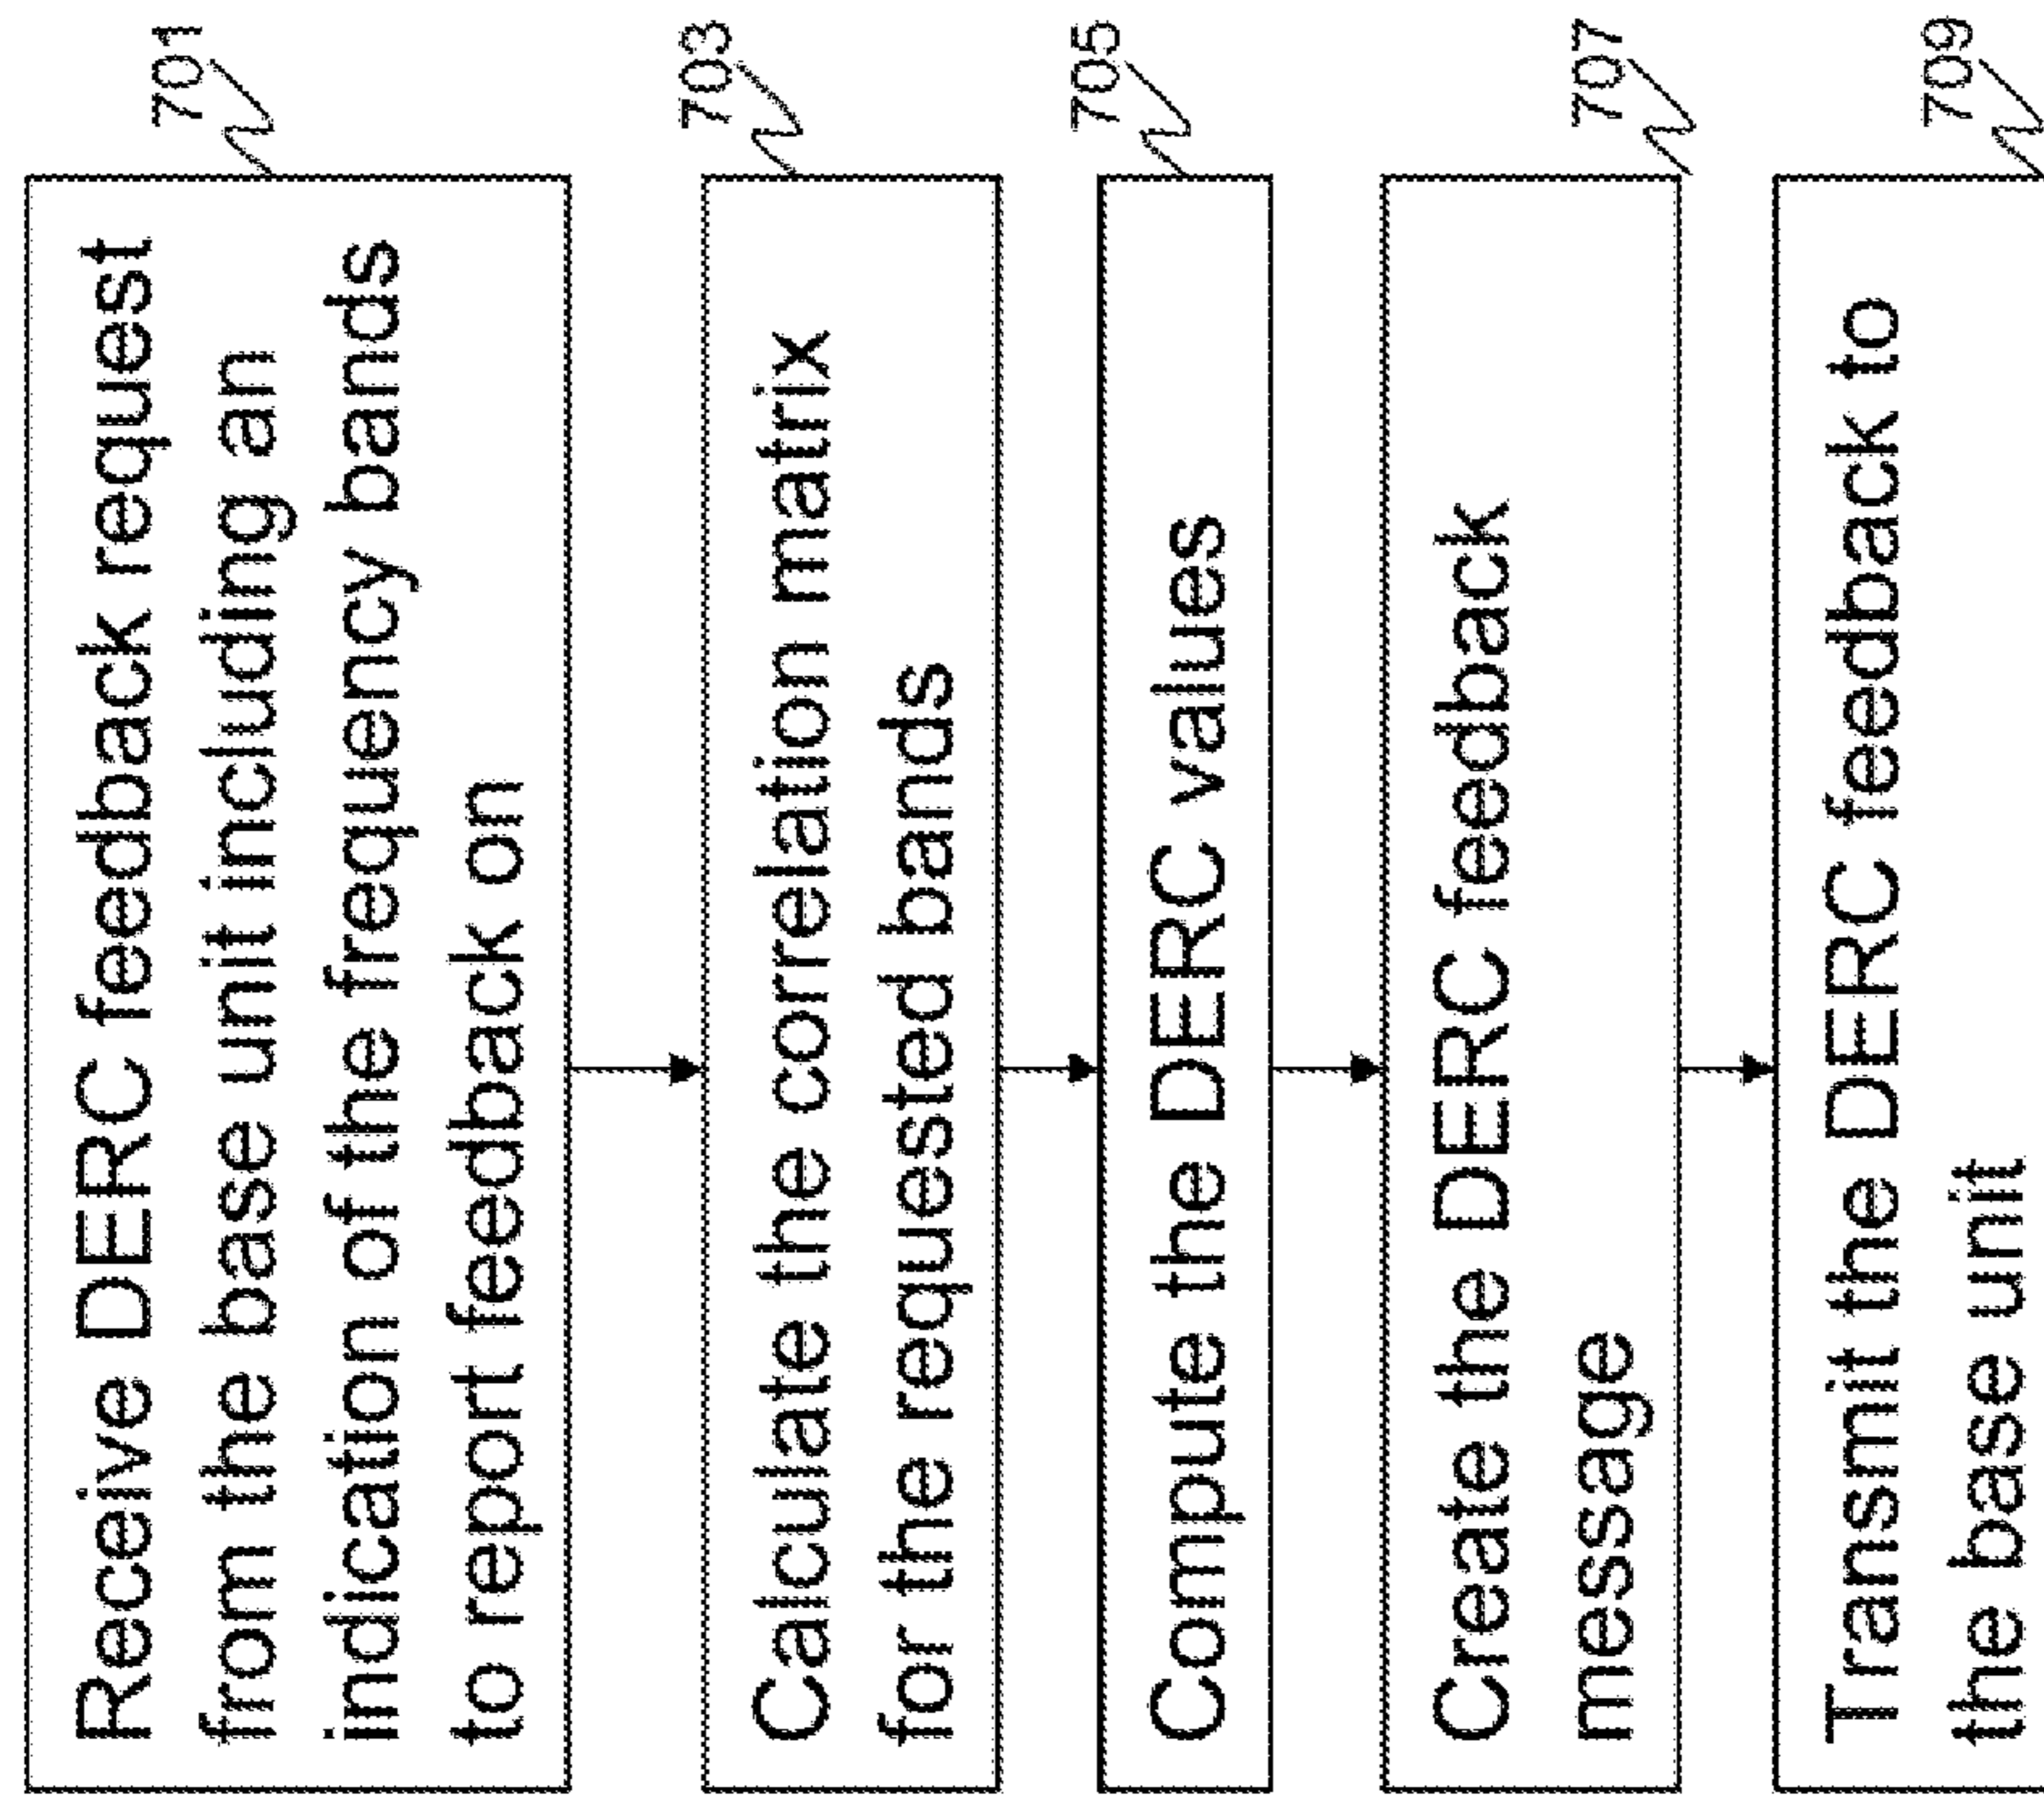 Receive DERC feedback request
from the base unit including an
indication of the frequency bands
to report feedback on
701
Calculate the correlation matrix
for the requested bands
703
Compute the DERC values
705
Create the DERC feedback
message
707
Transmit the DERC feedback to
the base unit
709